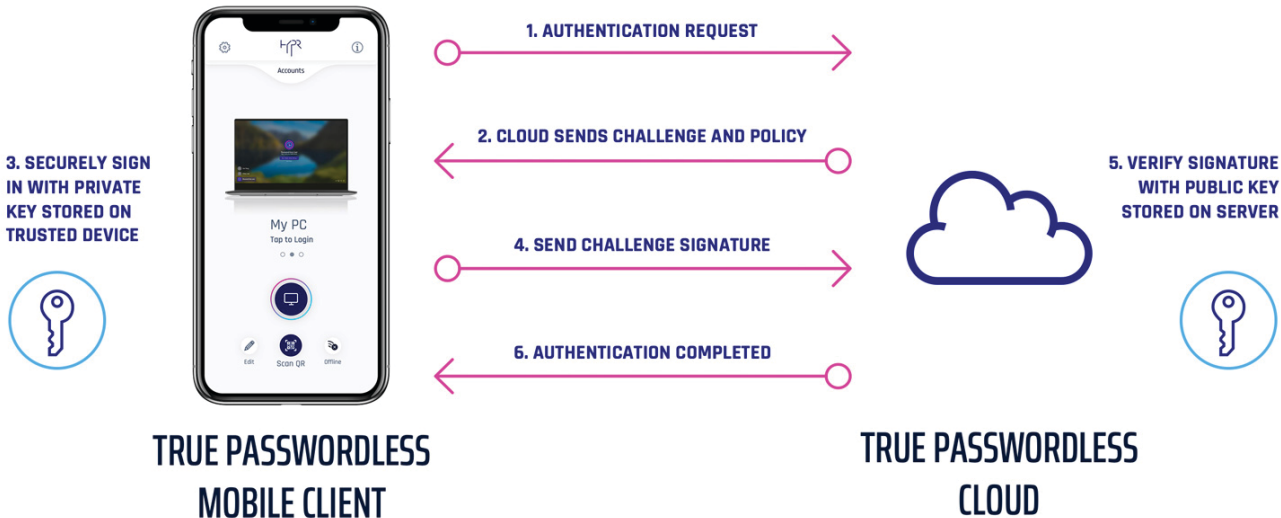 1. AUTHENTICATION REQUEST
HYPR
Accounts
2. CLOUD SENDS CHALLENGE AND POLICY
3. SECURELY SIGN
IN WITH PRIVATE
KEY STORED ON
TRUSTED DEVICE
5. VERIFY SIGNATURE
WITH PUBLIC KEY
STORED ON SERVER
My PC
Tap to Login
4. SEND CHALLENGE SIGNATURE
6. AUTHENTICATION COMPLETED
Edit
Scan QR
Offline
TRUE PASSWORDLESS
MOBILE CLIENT
TRUE PASSWORDLESS
CLOUD